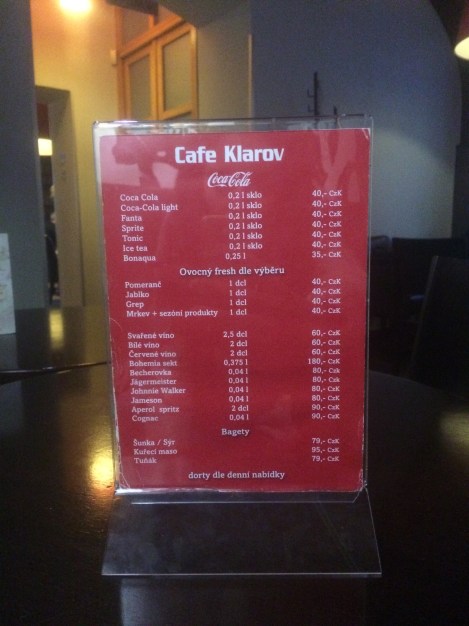 Cafe Klarov
Coca-Cola
Coca Cola 0,2 l sklo 40,- CzK
Coca-Cola light 0,2 l sklo 40,- CzK
Fanta 0,2 l sklo 40,- CzK
Sprite 0,2 l sklo 40,- CzK
Tonic 0,2 l sklo 40,- CzK
Ice tea 0,2 l sklo 40,- CzK
Bonaqua 0,25 l 35,- CzK
Ovocný fresh dle výběru
Pomeranč 1 dcl 40,- CzK
Jablko 1 dcl 40,- CzK
Grep 1 dcl 40,- CzK
Mrkev + sezóní produkty 1 dcl 40,- CzK
Svařené víno 2,5 dcl 60,- CzK
Bílé víno 2 dcl 60,- CzK
Červené víno 2 dcl 60,- CzK
Bohemia sekt 0,375 l 180,- CzK
Becherovka 0,04 l 80,- Czk
Jägermeister 0,04 l 80,- Czk
Johnnie Walker 0,04 l 80,- CzK
Jameson 0,04 l 80,- CzK
Aperol spritz 2 dcl 90,- CzK
Cognac 0,04 l 90,- CzK
Bagety
Šunka / Sýr 79,- CzK
Kuřecí maso 95,- CzK
Tuňák 79,- CzK
dorty dle denní nabídky